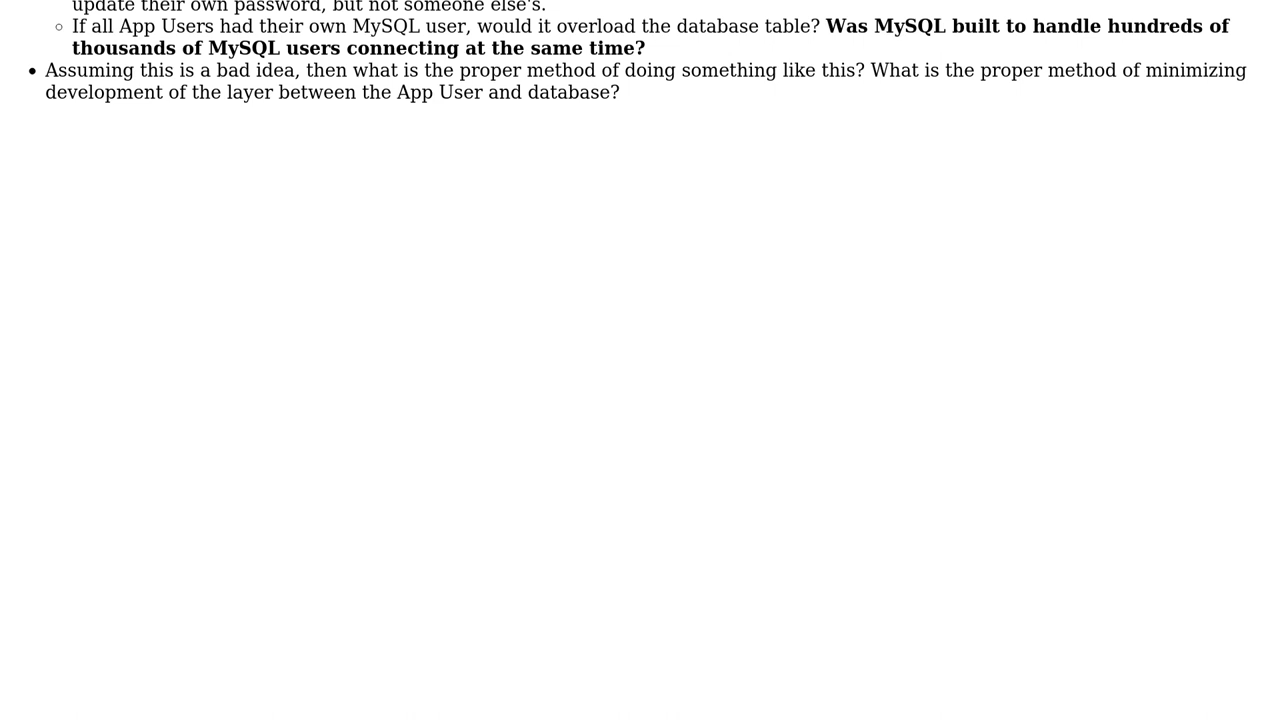 update their own password, but not someone else's.
If all App Users had their own MySQL user, would it overload the database table? Was MySQL built to handle hundreds of
thousands of MySQL users connecting at the same time?
Assuming this is a bad idea, then what is the proper method of doing something like this? What is the proper method of minimizing
development of the layer between the App User and database?